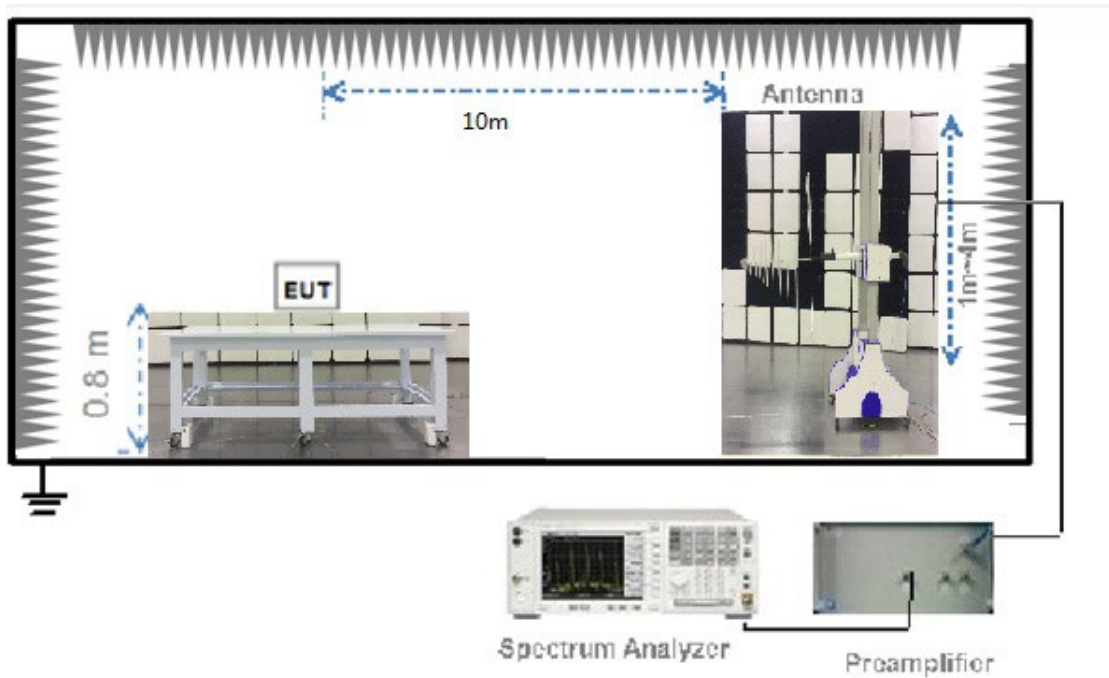 Antenna
10m
1m~4m
EUT
0.8 m
Spectrum Analyzer
Preamplifier